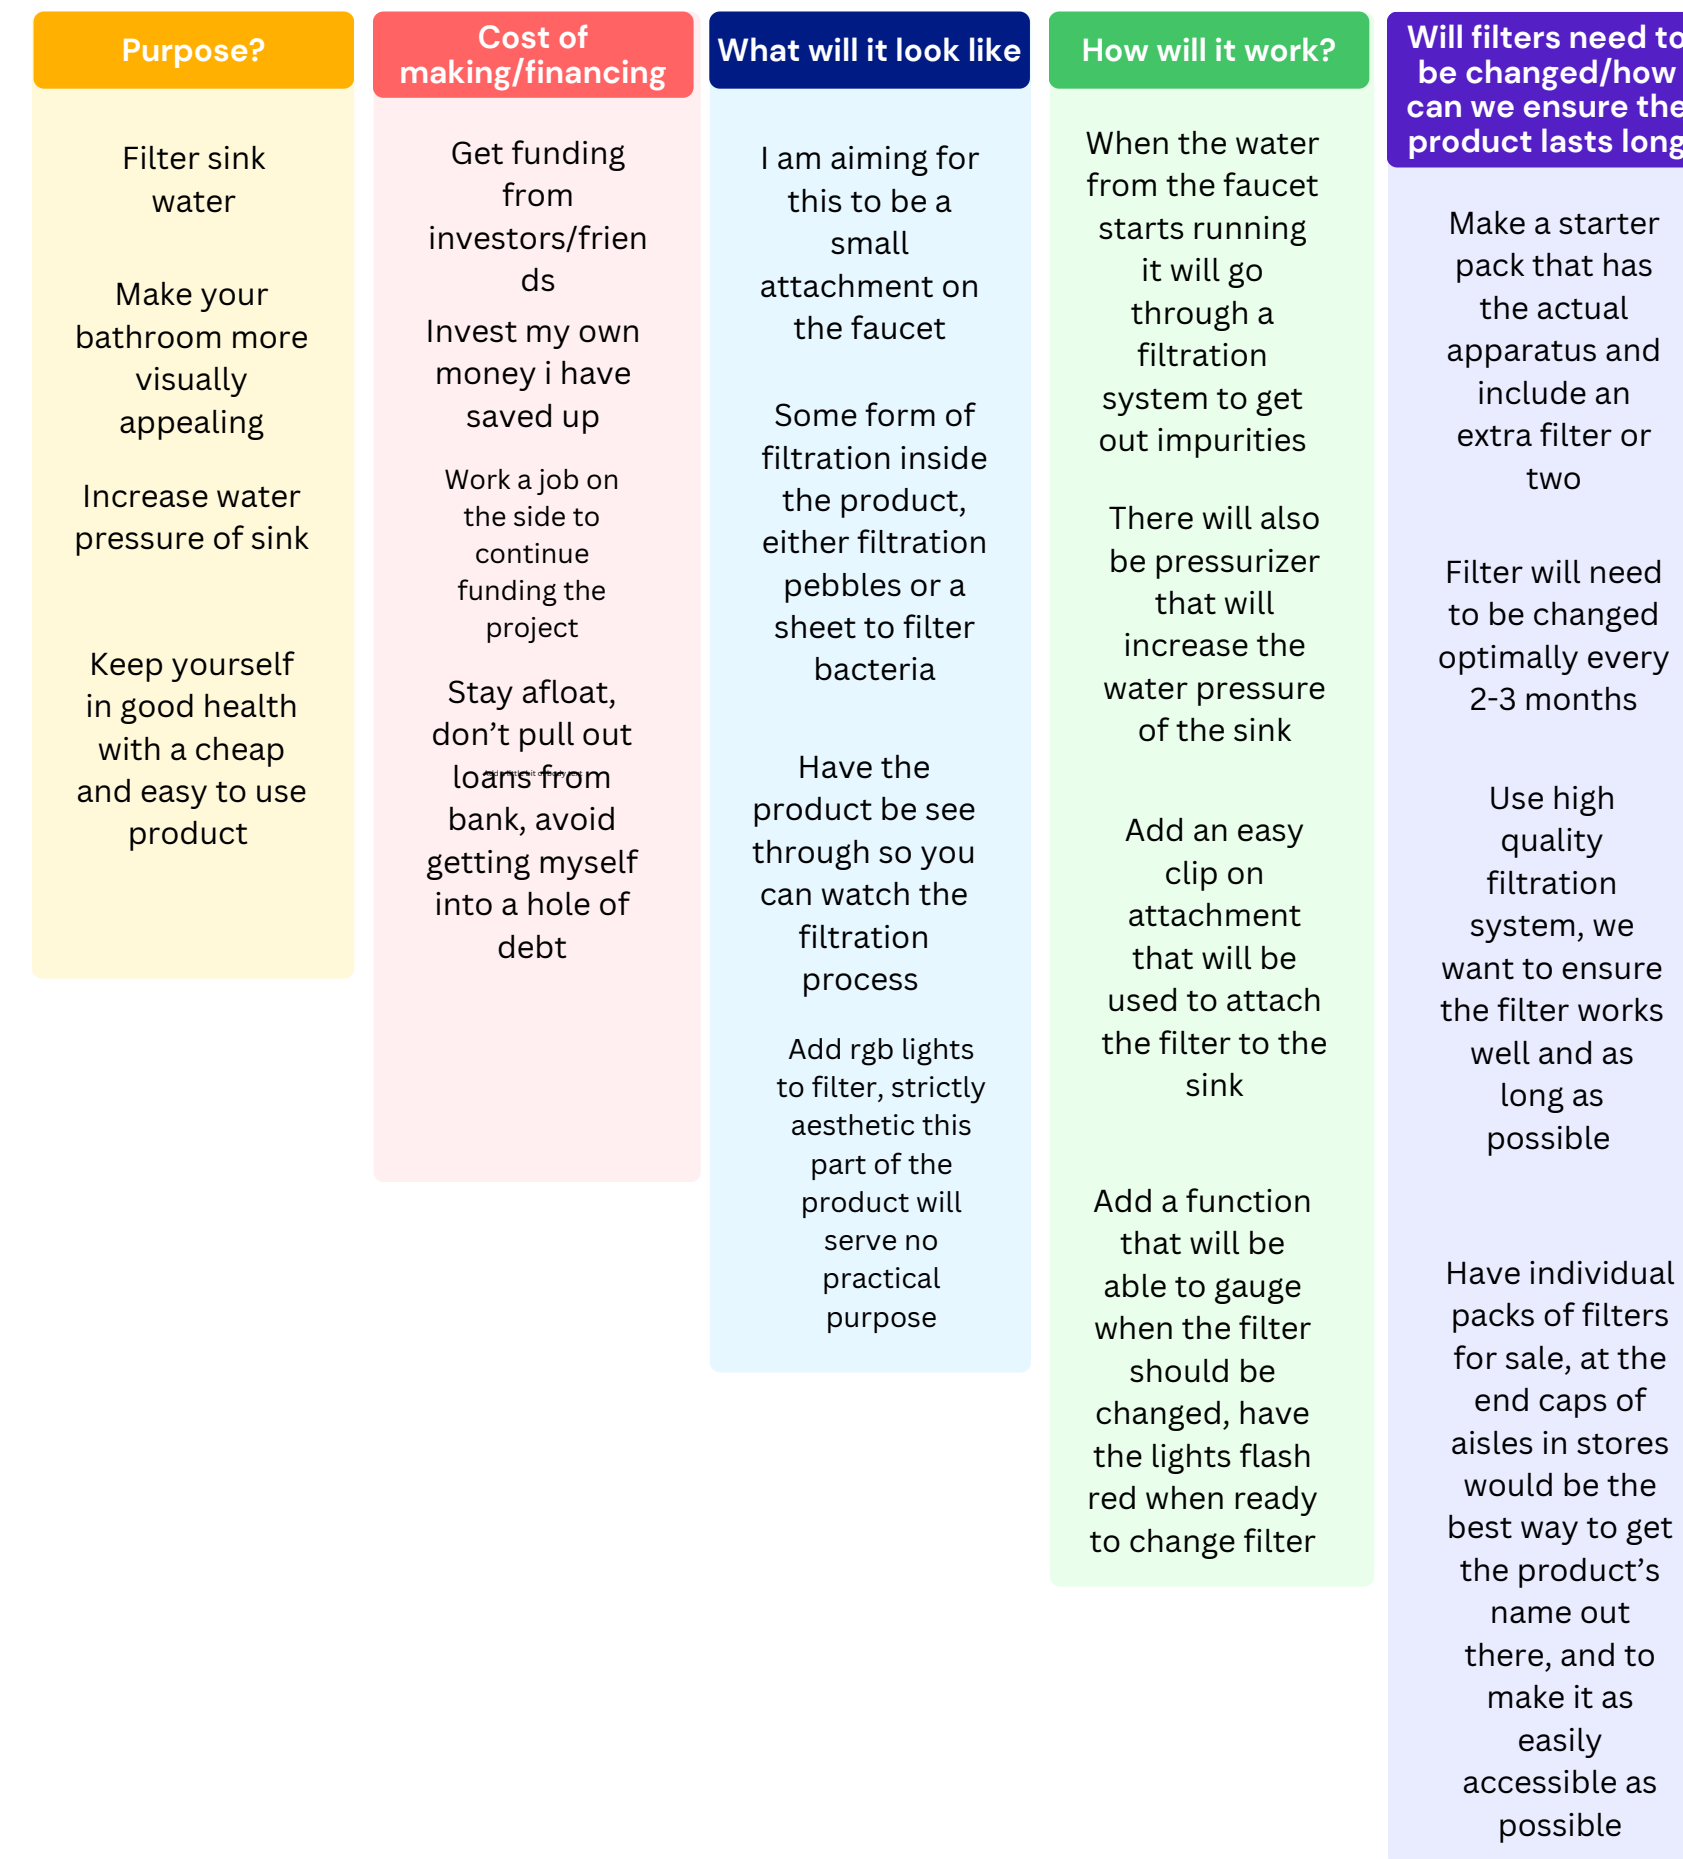 Purpose?
Filter sink
water
Make your
bathroom more
visually
appealing
Increase water
pressure of sink
Keep yourself
in good health
with a cheap
and easy to use
product
Cost of
making/financing
Get funding
from
investors/frien
ds
Invest my own
money i have
saved up
Work a job on
the side to
continue
funding the
project
Stay afloat,
don’t pull out
loans from
Add a little bit of body text
bank, avoid
getting myself
into a hole of
debt
What will it look like
I am aiming for
this to be a
small
attachment on
the faucet
Some form of
filtration inside
the product,
either filtration
pebbles or a
sheet to filter
bacteria
Have the
product be see
through so you
can watch the
filtration
process
Add rgb lights
to filter, strictly
aesthetic this
part of the
product will
serve no
practical
purpose
How will it work?
When the water
from the faucet
starts running
it will go
through a
filtration
system to get
out impurities
There will also
be pressurizer
that will
increase the
water pressure
of the sink
Add an easy
clip on
attachment
that will be
used to attach
the filter to the
sink
Add a function
that will be
able to gauge
when the filter
should be
changed, have
the lights flash
red when ready
to change filter
Will filters need to
be changed/how
can we ensure the
product lasts long
Make a starter
pack that has
the actual
apparatus and
include an
extra filter or
two
Filter will need
to be changed
optimally every
2-3 months
Use high
quality
filtration
system, we
want to ensure
the filter works
well and as
long as
possible
Have individual
packs of filters
for sale, at the
end caps of
aisles in stores
would be the
best way to get
the product’s
name out
there, and to
make it as
easily
accessible as
possible